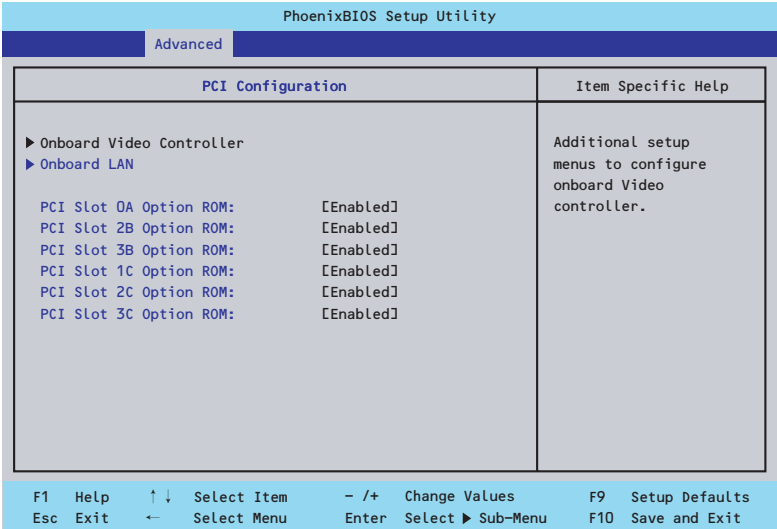 PhoenixBIOS Setup Utility
Advanced
PCI Configuration
Item Specific Help
▶ Onboard Video Controller
▶ Onboard LAN
PCI Slot 0A Option ROM: [Enabled]
PCI Slot 2B Option ROM: [Enabled]
PCI Slot 3B Option ROM: [Enabled]
PCI Slot 1C Option ROM: [Enabled]
PCI Slot 2C Option ROM: [Enabled]
PCI Slot 3C Option ROM: [Enabled]
Additional setup
menus to configure
onboard Video
controller.
F1 Help ↑↓ Select Item - /+ Change Values F9 Setup Defaults
Esc Exit ← Select Menu Enter Select ▶ Sub-Menu F10 Save and Exit